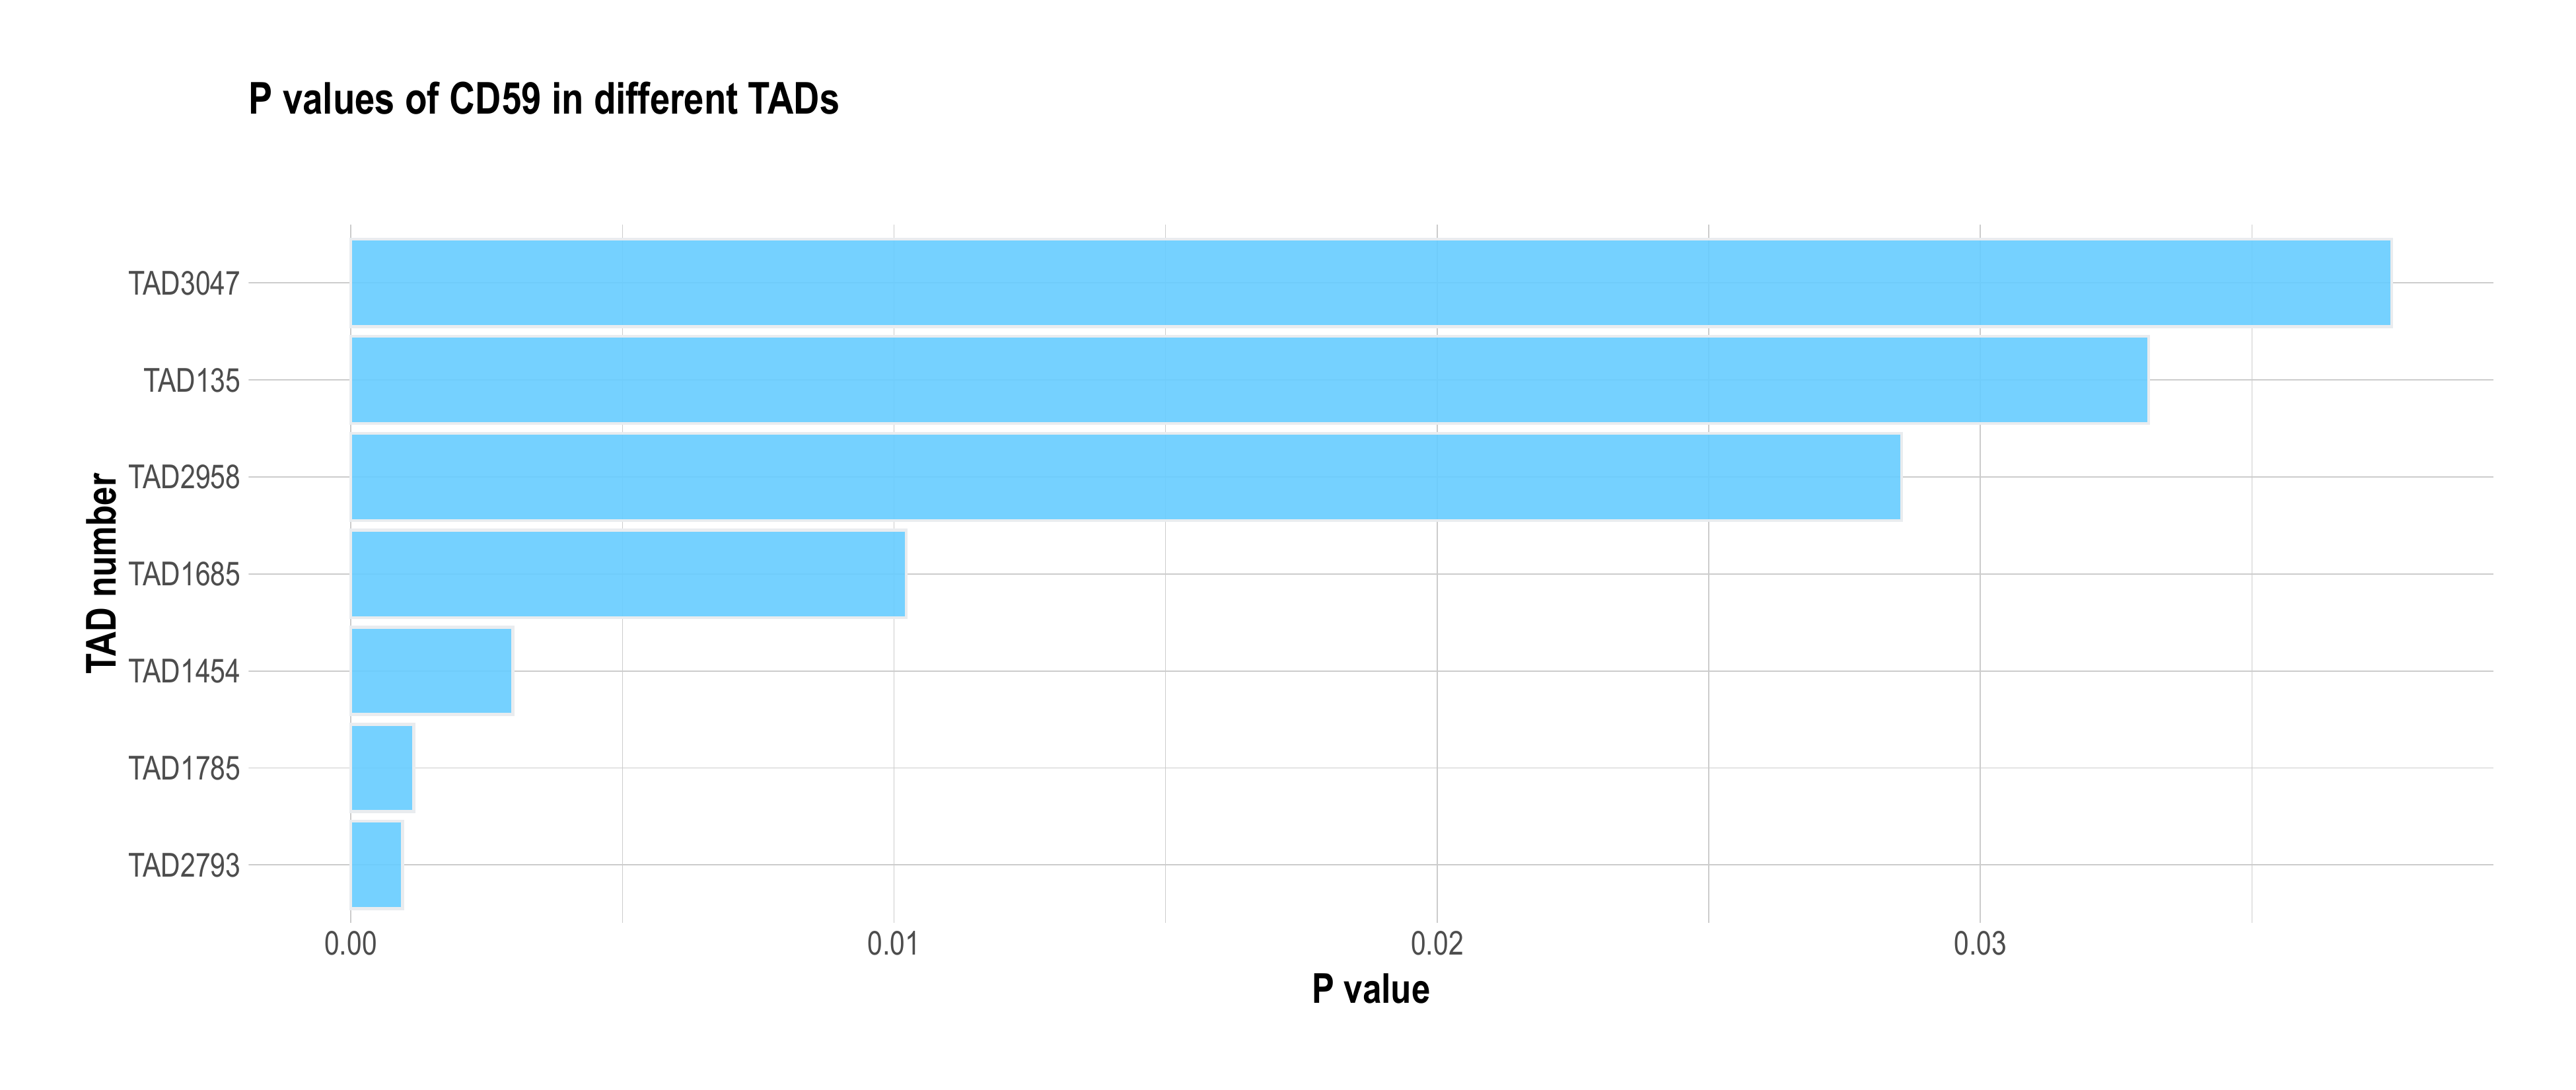 P values of CD59 in different TADs
TAD number
TAD3047
TAD135
TAD2958
TAD1685
TAD1454
TAD1785
TAD2793
0.00 0.01 0.02 0.03
P value